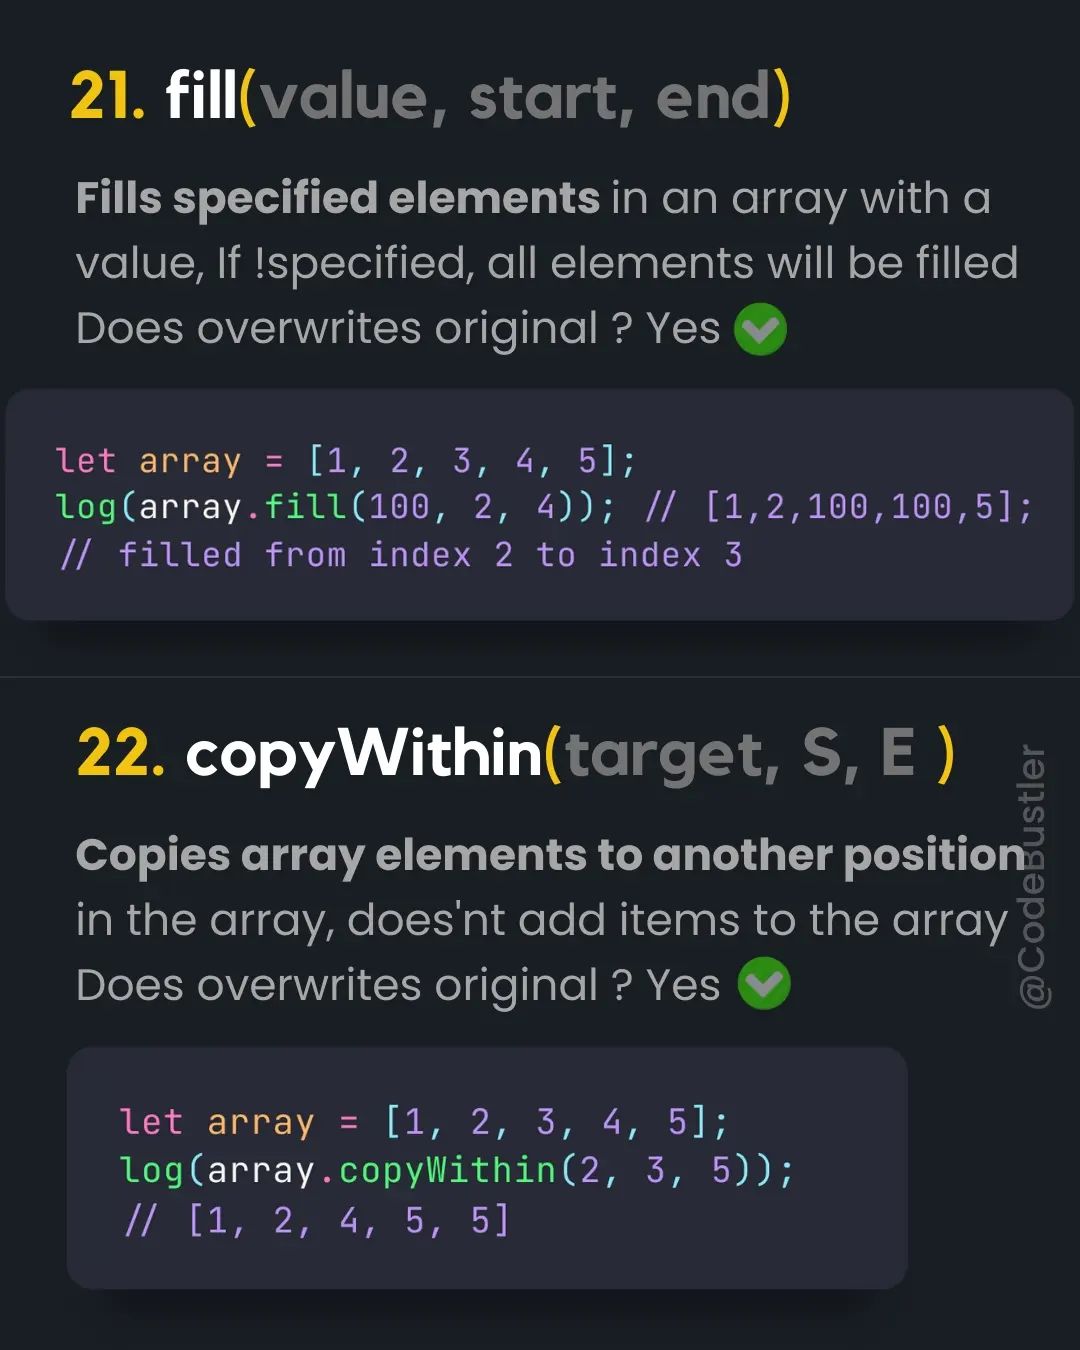 21. fill(value, start, end)
Fills specified elements in an array with a
value, If !specified, all elements will be filled
Does overwrites original ? Yes
let array = [1, 2, 3, 4, 5];
log(array.fill(100, 2, 4)); // [1,2,100,100,5];
// filled from index 2 to index 3
22. copyWithin(target, S, E )
Copies array elements to another position
in the array, does'nt add items to the array
Does overwrites original ? Yes
@CodeBustler
let array = [1, 2, 3, 4, 5];
log(array.copyWithin(2, 3, 5));
// [1, 2, 4, 5, 5]